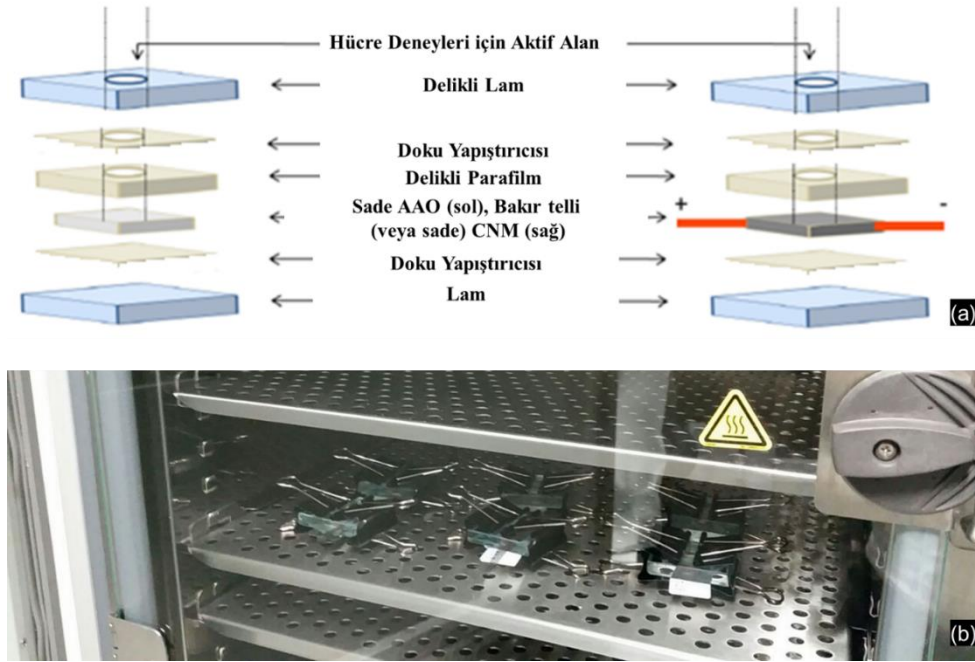 Hücre Deneyleri için Aktif Alan
Delikli Lam
Doku Yapıştırıcısı
Delikli Parafilm
Sade AAO (sol), Bakır telli
(veya sade) CNM (sağ)
+
-
Doku Yapıştırıcısı
Lam
(a)
(b)